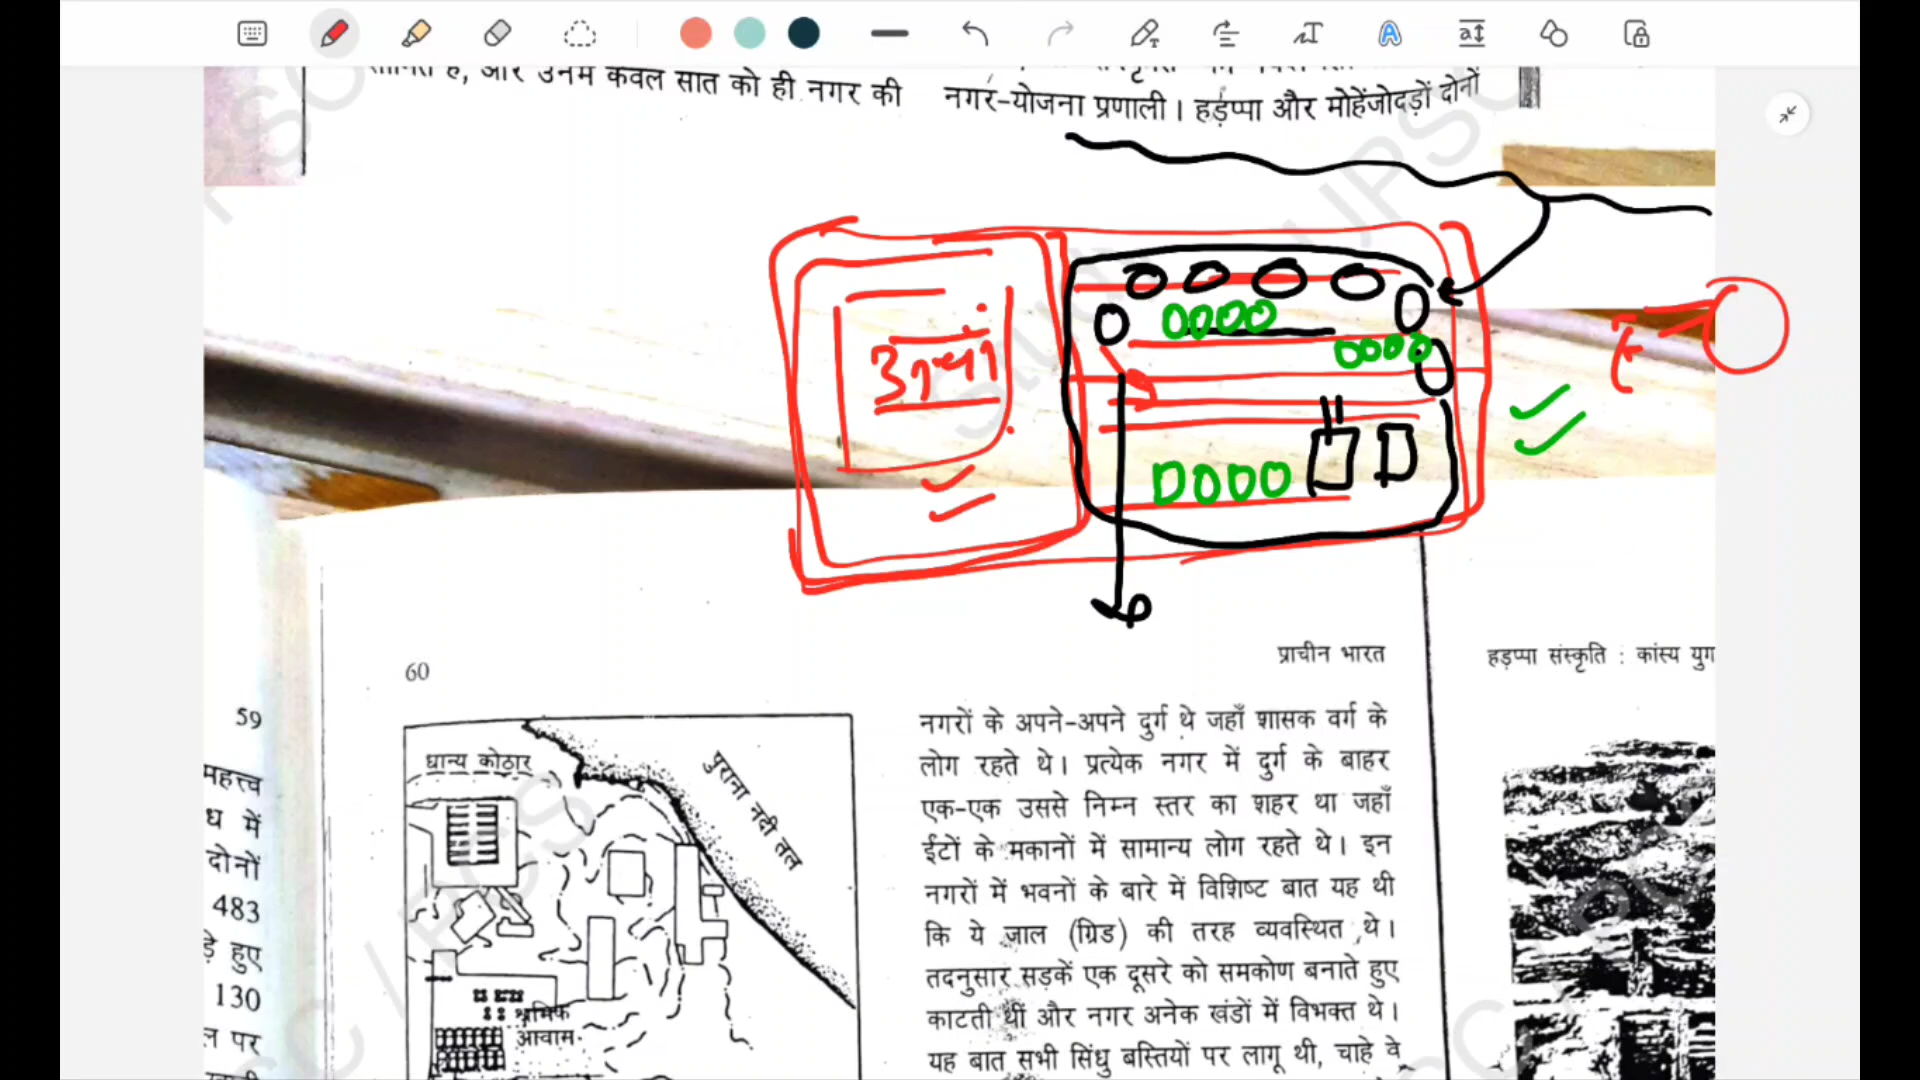 और उनमें केवल सात को ही नगर की
नगर-योजना प्रणाली। हड़प्पा और मोहेंजोदड़ों दोनों
60
प्राचीन भारत
हड़प्पा संस्कृति : कांस्य युग
59
महत्त्व
ध में
दोनों
483
हुए
130
पर
धान्य कोठार
पुराना नदी तल
श्रमिक
आवास
नगरों के अपने-अपने दुर्ग थे जहाँ शासक वर्ग के
लोग रहते थे। प्रत्येक नगर में दुर्ग के बाहर
एक-एक उससे निम्न स्तर का शहर था जहाँ
ईंटों के मकानों में सामान्य लोग रहते थे। इन
नगरों में भवनों के बारे में विशिष्ट बात यह थी
कि ये जाल (ग्रिड) की तरह व्यवस्थित थे।
तदनुसार सड़कें एक दूसरे को समकोण बनाते हुए
काटती थीं और नगर अनेक खंडों में विभक्त थे।
यह बात सभी सिंधु बस्तियों पर लागू थी, चाहे वे